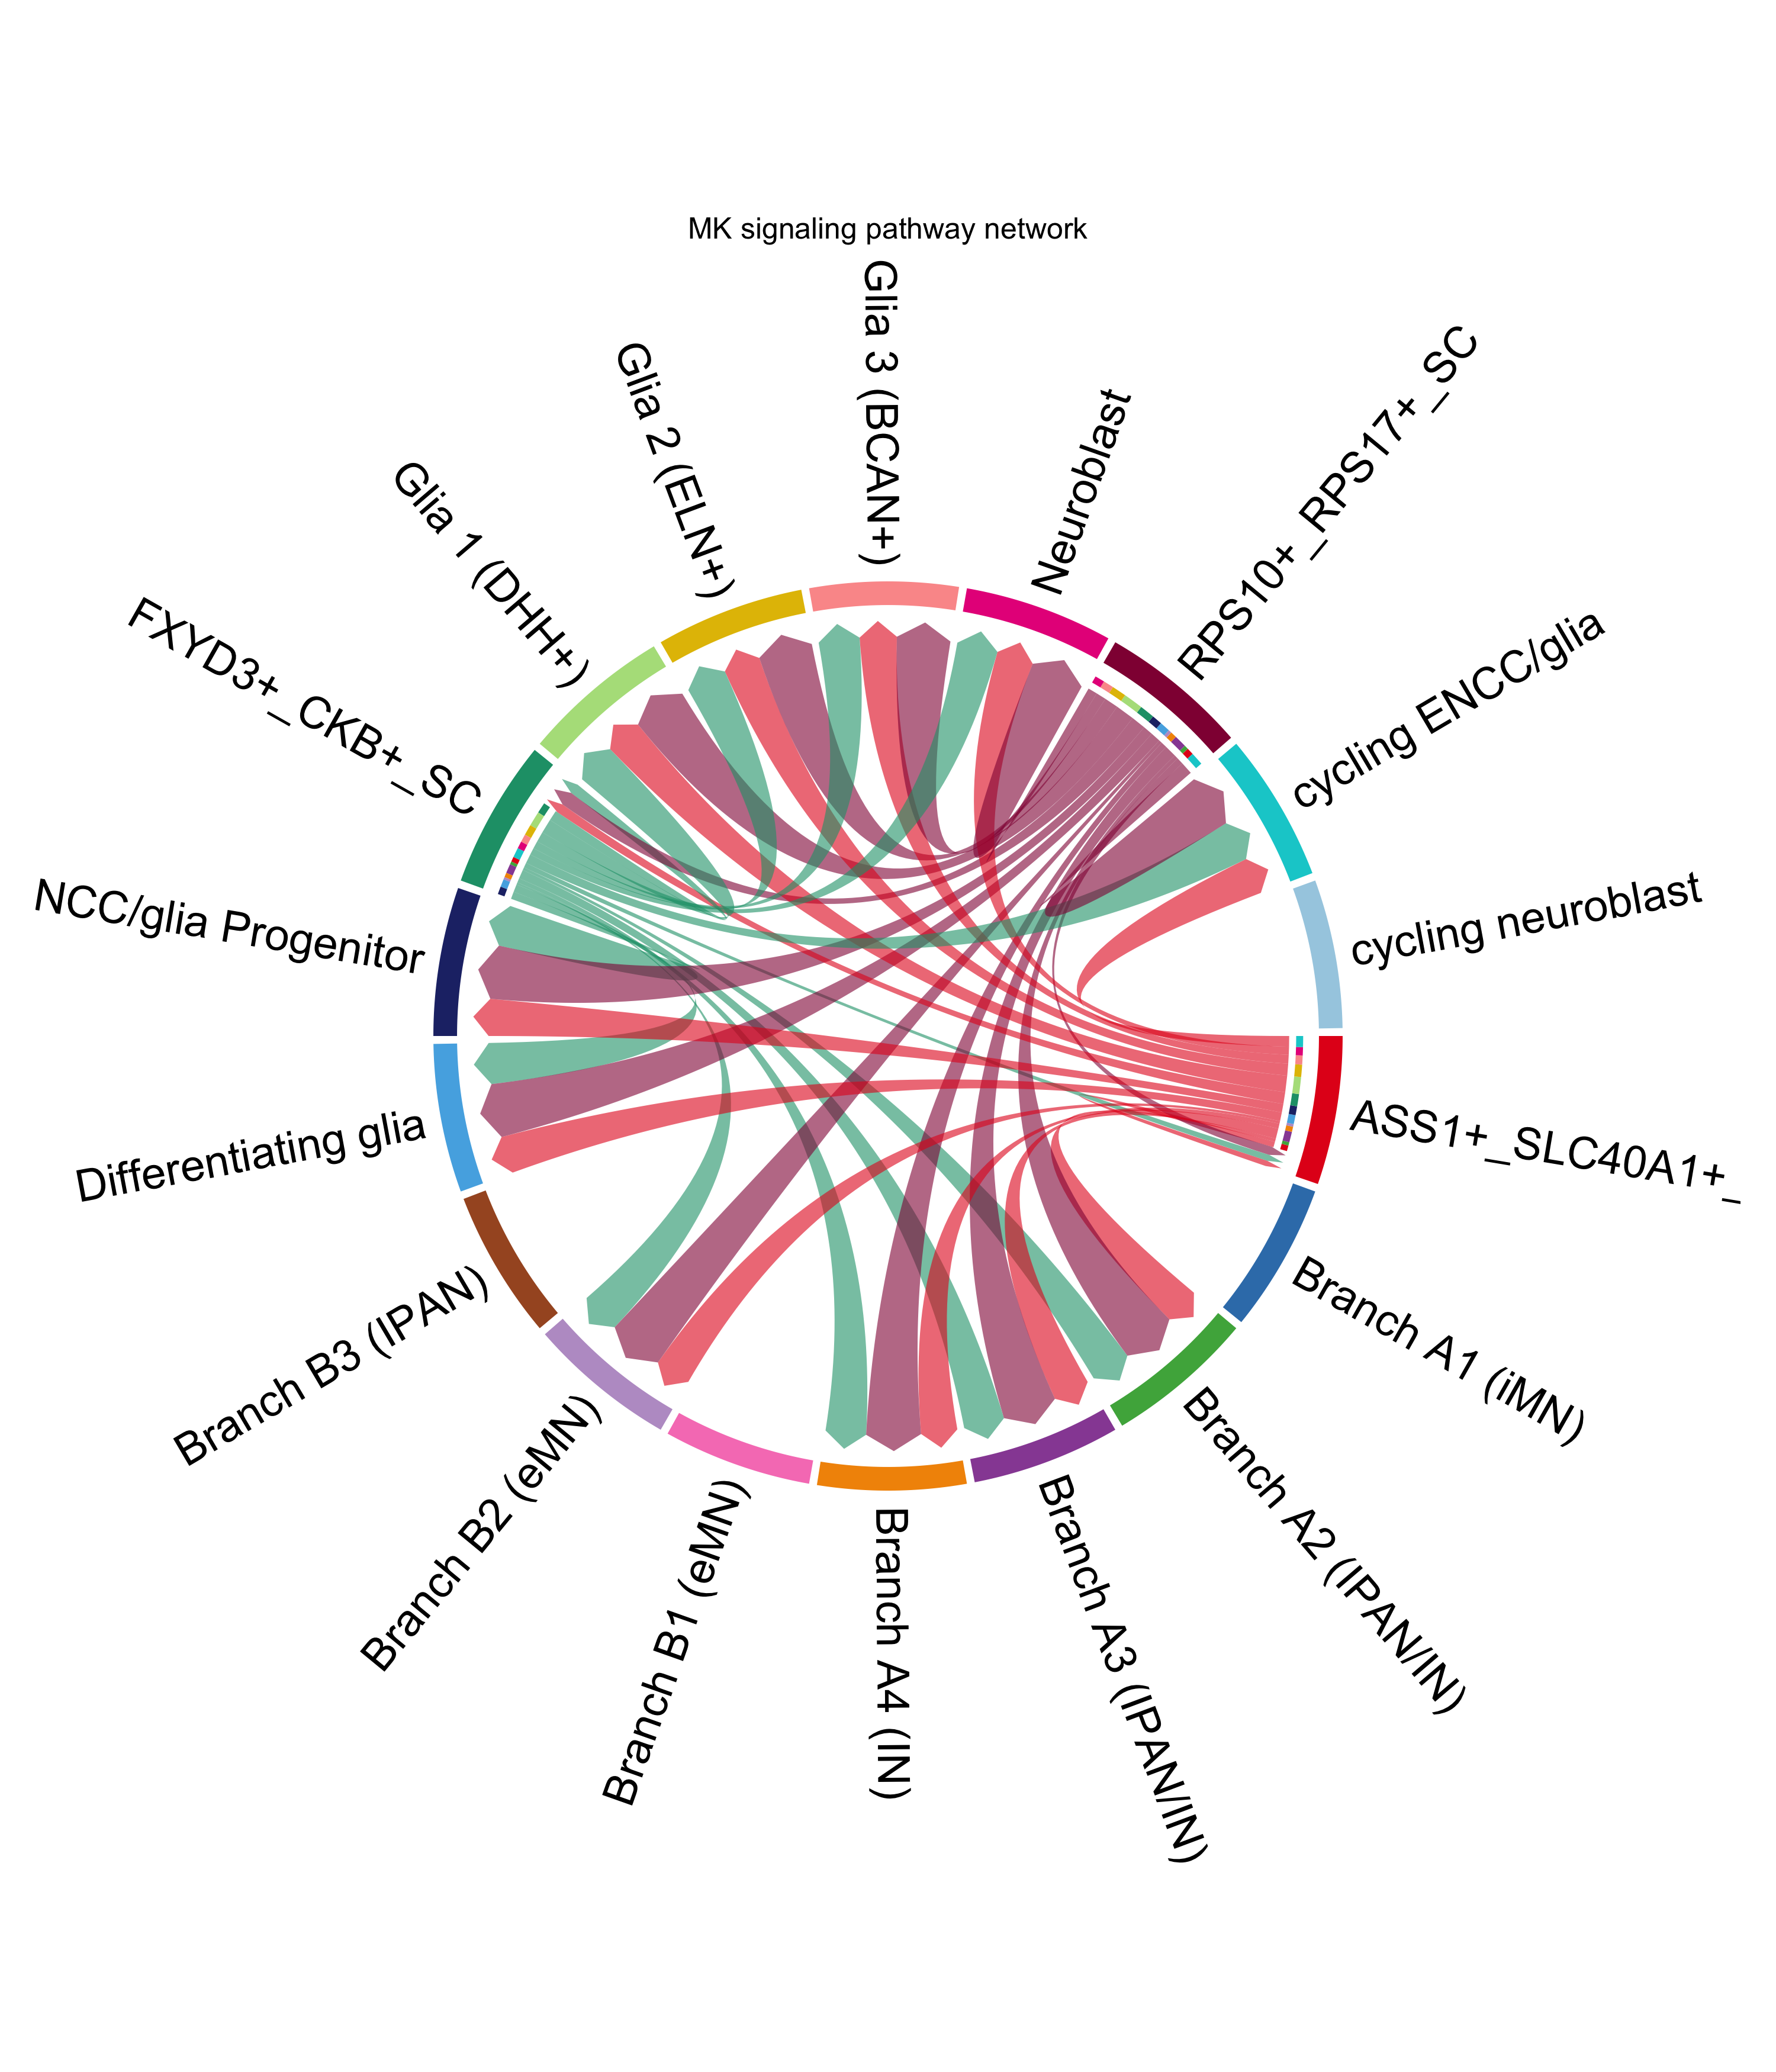 MK signaling pathway network
Glia 3 (BCAN+)
Neuroblast
RPS10+_RPS17+_SC
cycling ENCC/glia
cycling neuroblast
ASS1+_SLC40A1+_
Branch A1 (iMN)
Branch A2 (IPAN/IN)
Branch A3 (IPAN/IN)
Branch A4 (IN)
Branch B1 (eMN)
Branch B2 (eMN)
Branch B3 (IPAN)
Differentiating glia
NCC/glia Progenitor
FXYD3+_CKB+_SC
Glia 1 (DHH+)
Glia 2 (ELN+)